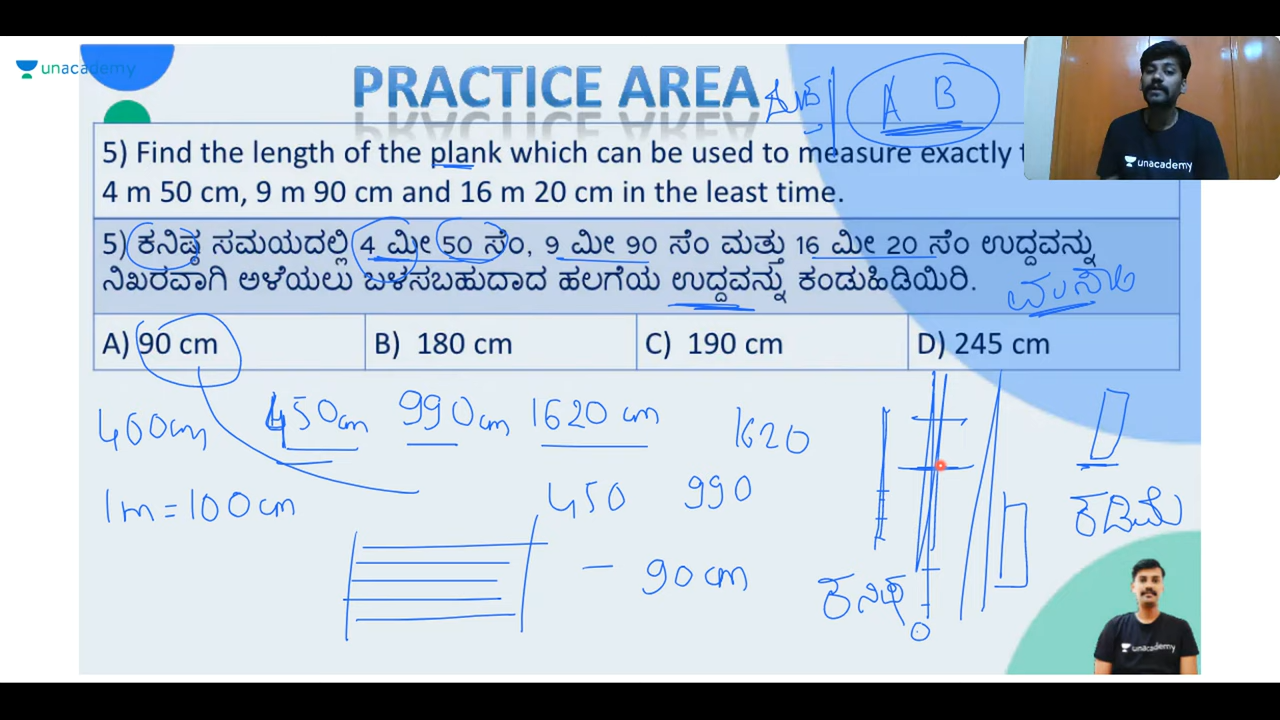 unacademy
PRACTICE AREA
A B
5) Find the length of the plank which can be used to measure exactly
4 m 50 cm, 9 m 90 cm and 16 m 20 cm in the least time.
5) ಕನಿಷ್ಠ ಸಮಯದಲ್ಲಿ 4 ಮೀ 50 ಸೆಂ, 9 ಮೀ 90 ಸೆಂ ಮತ್ತು 16 ಮೀ 20 ಸೆಂ ಉದ್ದವನ್ನು
ನಿಖರವಾಗಿ ಅಳೆಯಲು ಬಳಸಬಹುದಾದ ಹಲಗೆಯ ಉದ್ದವನ್ನು ಕಂಡುಹಿಡಿಯಿರಿ.
A) 90 cm B) 180 cm C) 190 cm D) 245 cm
400cm 450cm 990cm 1620 cm 1620
1m = 100cm 450 990 ಕಡಿಮೆ
90 cm
0
unacademy
unacademy